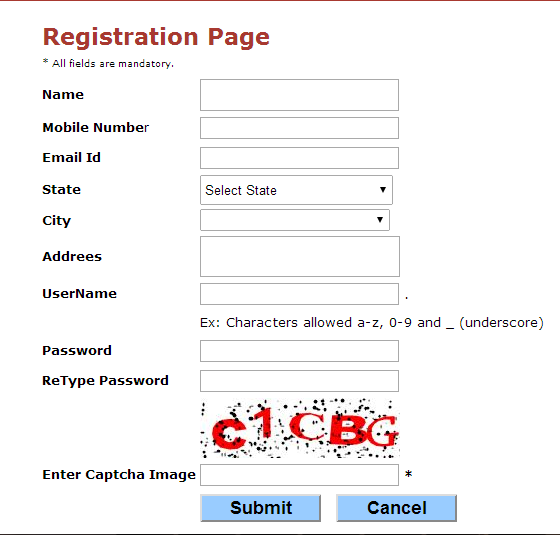 Registration Page
* All fields are mandatory.
Name
Mobile Number
Email Id
State Select State
City
Addrees
UserName .
Ex: Characters allowed a-z, 0-9 and _ (underscore)
Password
ReType Password
c1CBG
Enter Captcha Image *
Submit Cancel